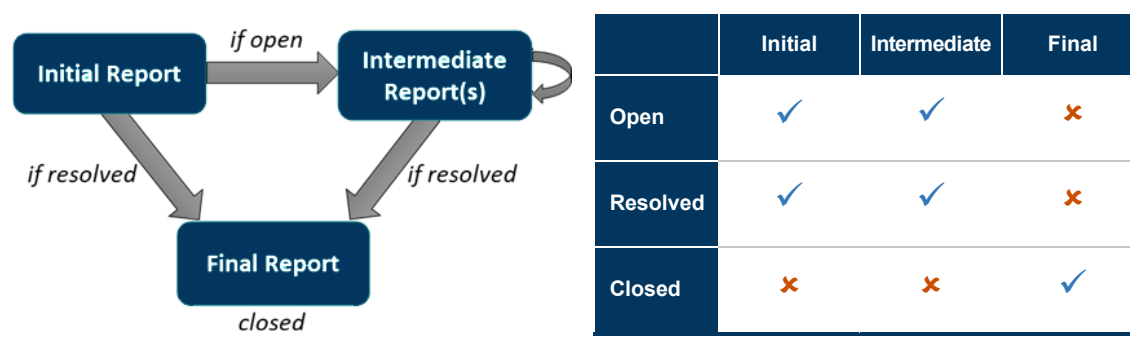 if open
Initial Report
Intermediate
Report(s)
if resolved
if resolved
Final Report
closed
Initial Intermediate Final
Open ✓ ✓ ✗
Resolved ✓ ✓ ✗
Closed ✗ ✗ ✓